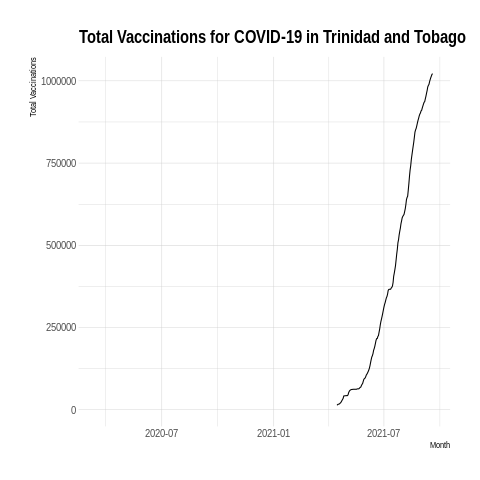 Total Vaccinations for COVID-19 in Trinidad and Tobago
Total Vaccinations
1000000
750000
500000
250000
0
2020-07
2021-01
2021-07
Month